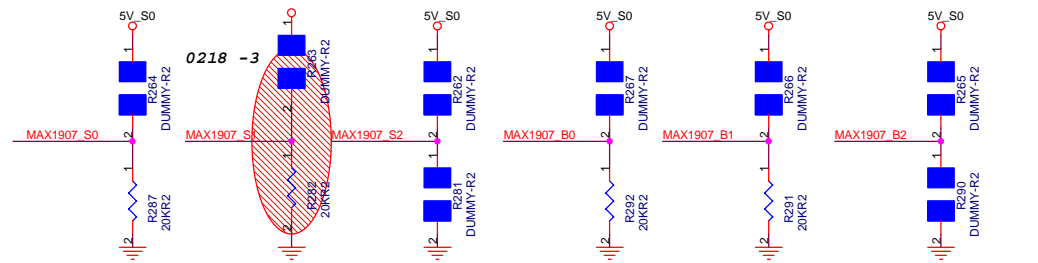 5V_S0
1
R264
DUMMY-R2
2
MAX1907_S0
1
R287
20KR2
2
0218 -3
1
R263
DUMMY-R2
2
MAX1907_S1
1
R282
20KR2
2
5V_S0
1
R262
DUMMY-R2
2
MAX1907_S2
1
R281
DUMMY-R2
2
5V_S0
1
R267
DUMMY-R2
2
MAX1907_B0
1
R292
20KR2
2
5V_S0
1
R266
DUMMY-R2
2
MAX1907_B1
1
R291
20KR2
2
5V_S0
1
R265
DUMMY-R2
2
MAX1907_B2
1
R290
DUMMY-R2
2